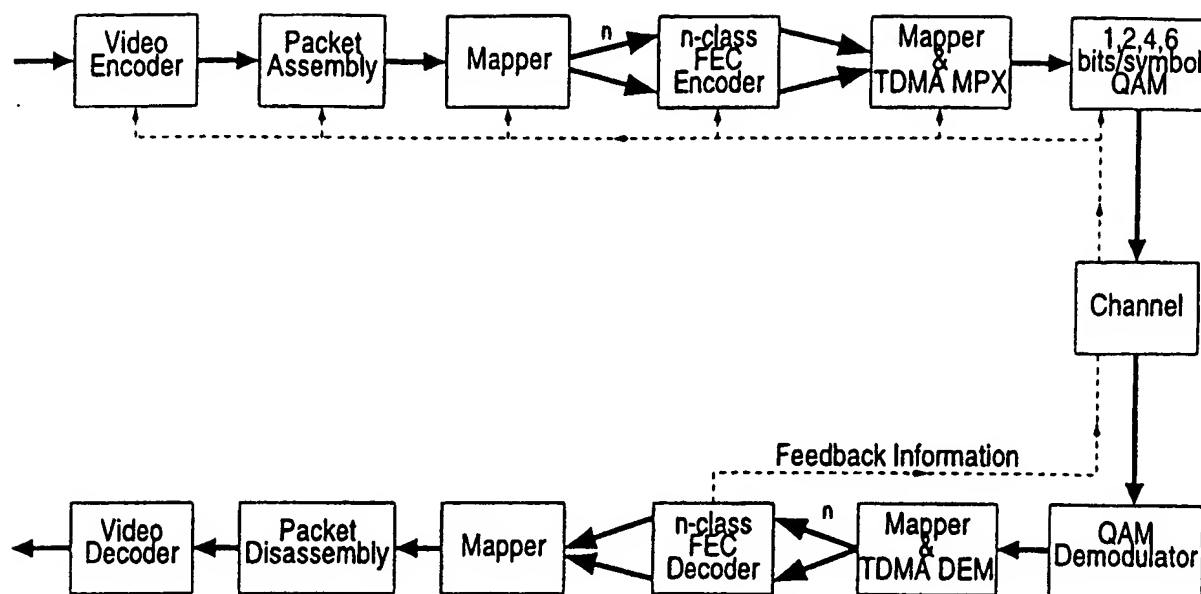 Video
Encoder
Packet
Assembly
Mapper
n
n-class
FEC
Encoder
Mapper
&
TDMA MPX
1,2,4,6
bits/symbol
QAM
Channel
Feedback Information
Video
Decoder
Packet
Disassembly
Mapper
n-class
FEC
Decoder
n
Mapper
&
TDMA DEM
QAM
Demodulator